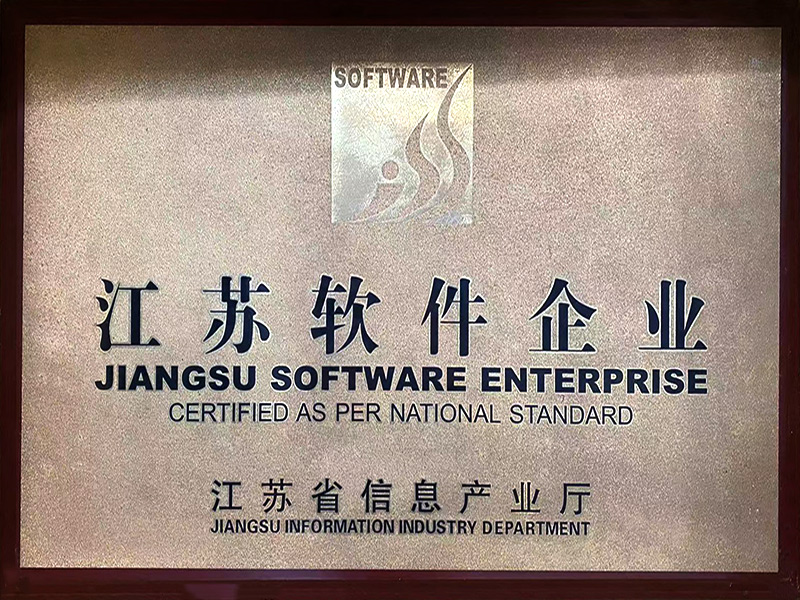 SOFTWARE
江苏软件企业
JIANGSU SOFTWARE ENTERPRISE
CERTIFIED AS PER NATIONAL STANDARD
江苏省信息产业厅
JIANGSU INFORMATION INDUSTRY DEPARTMENT